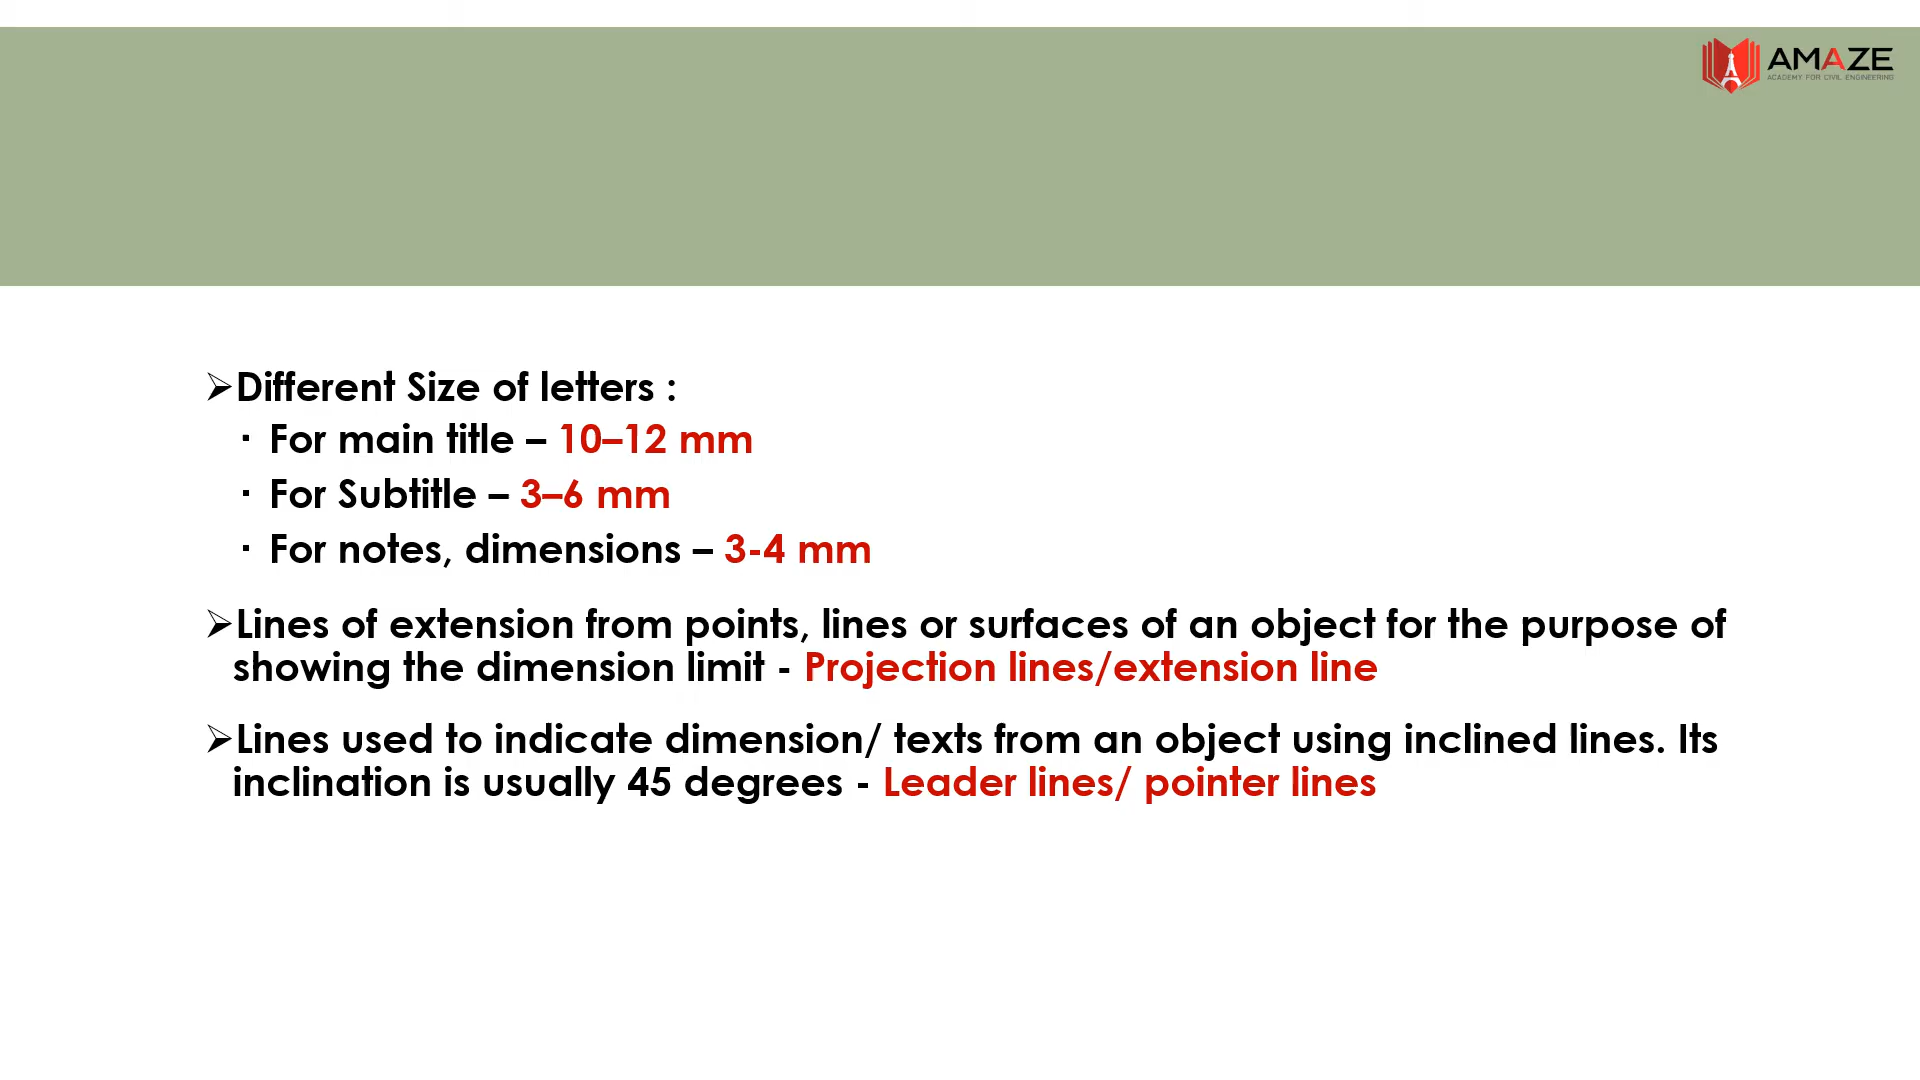 AMAZE
ACADEMY FOR CIVIL ENGINEERING
➢Different Size of letters :
▪ For main title – 10–12 mm
▪ For Subtitle – 3–6 mm
▪ For notes, dimensions – 3-4 mm
➢Lines of extension from points, lines or surfaces of an object for the purpose of
showing the dimension limit - Projection lines/extension line
➢Lines used to indicate dimension/ texts from an object using inclined lines. Its
inclination is usually 45 degrees - Leader lines/ pointer lines